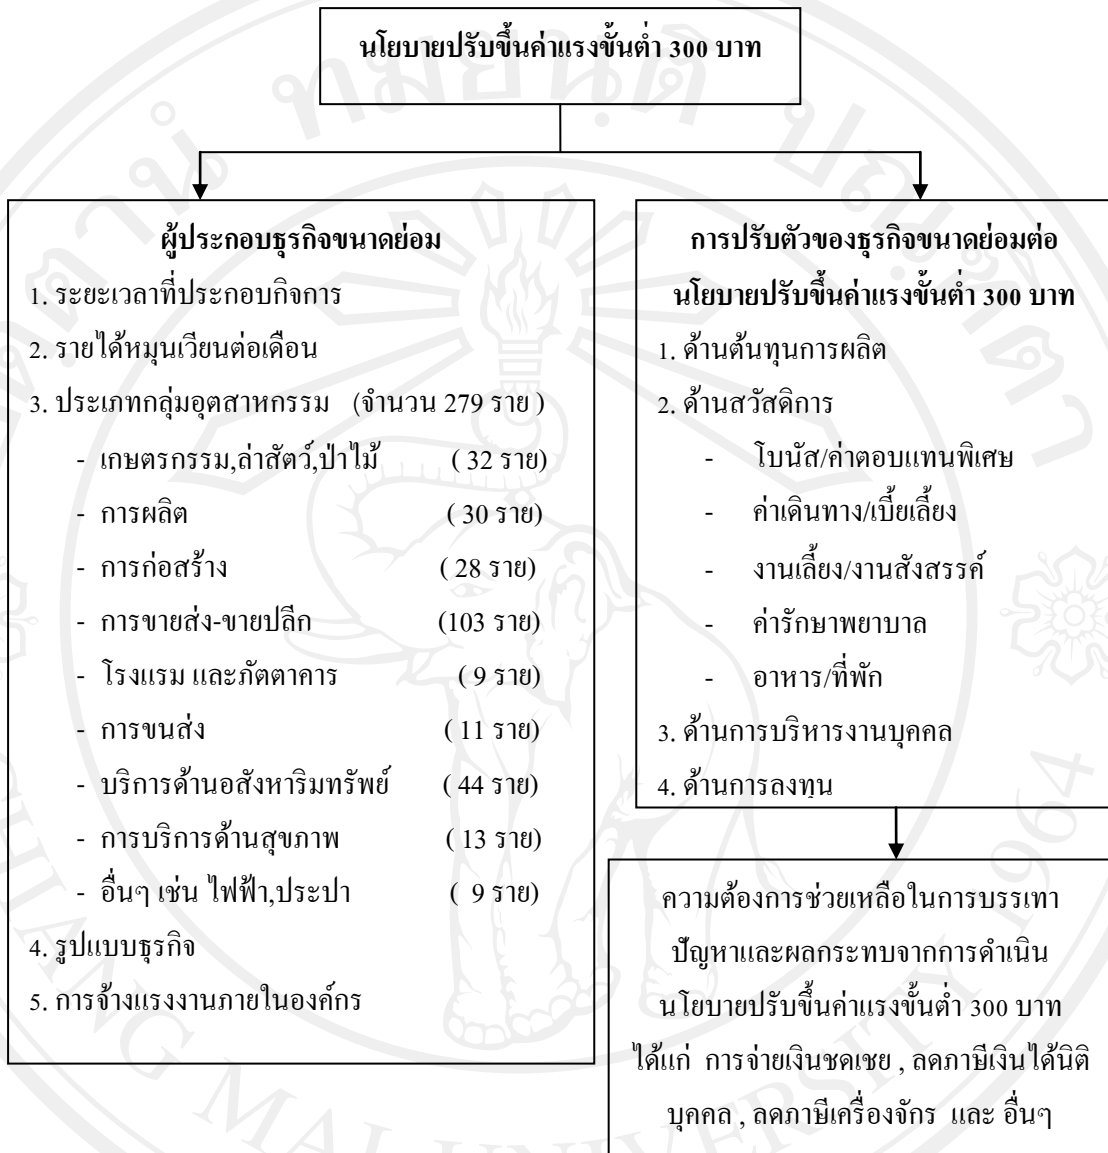 นโยบายปรับขึ้นค่าแรงขั้นต่ำ 300 บาท
ผู้ประกอบธุรกิจขนาดย่อม
1. ระยะเวลาที่ประกอบกิจการ
2. รายได้หมุนเวียนต่อเดือน
3. ประเภทกลุ่มอุตสาหกรรม (จำนวน 279 ราย )
- เกษตรกรรม,ล่าสัตว์,ป่าไม้ ( 32 ราย)
- การผลิต ( 30 ราย)
- การก่อสร้าง ( 28 ราย)
- การขายส่ง-ขายปลีก (103 ราย)
- โรงแรม และภัตตาคาร ( 9 ราย)
- การขนส่ง ( 11 ราย)
- บริการด้านอสังหาริมทรัพย์ ( 44 ราย)
- การบริการด้านสุขภาพ ( 13 ราย)
- อื่นๆ เช่น ไฟฟ้า,ประปา ( 9 ราย)
4. รูปแบบธุรกิจ
5. การจ้างแรงงานภายในองค์กร
การปรับตัวของธุรกิจขนาดย่อมต่อ
นโยบายปรับขึ้นค่าแรงขั้นต่ำ 300 บาท
1. ด้านต้นทุนการผลิต
2. ด้านสวัสดิการ
- โบนัส/ค่าตอบแทนพิเศษ
- ค่าเดินทาง/เบี้ยเลี้ยง
- งานเลี้ยง/งานสังสรรค์
- ค่ารักษาพยาบาล
- อาหาร/ที่พัก
3. ด้านการบริหารงานบุคคล
4. ด้านการลงทุน
ความต้องการช่วยเหลือในการบรรเทา
ปัญหาและผลกระทบจากการดำเนิน
นโยบายปรับขึ้นค่าแรงขั้นต่ำ 300 บาท
ได้แก่ การจ่ายเงินชดเชย , ลดภาษีเงินได้นิติ
บุคคล , ลดภาษีเครื่องจักร และ อื่นๆ